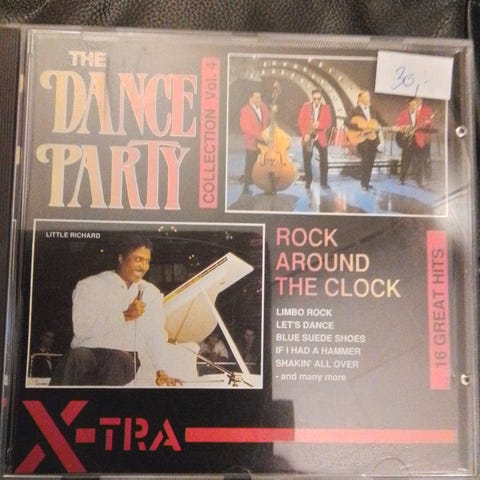 THE
DANCE
PARTY
COLLECTION Vol. 4
30,-
LITTLE RICHARD
ROCK
AROUND
THE CLOCK
LIMBO ROCK
LET'S DANCE
BLUE SUEDE SHOES
IF I HAD A HAMMER
SHAKIN' ALL OVER
- and many more
16 GREAT HITS
X-TRA